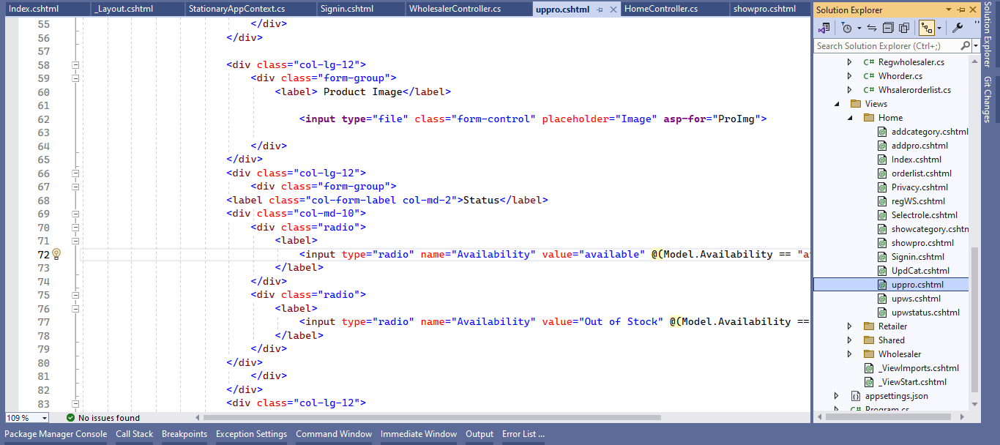 Index.cshtml _Layout.cshtml StationaryAppContext.cs Signin.cshtml WholesalerController.cs uppro.cshtml HomeController.cs showpro.cshtml
55 </div>
56 </div>
57
58 <div class="col-lg-12">
59 <div class="form-group">
60 <label> Product Image</label>
61
62 <input type="file" class="form-control" placeholder="Image" asp-for="ProImg">
63
64 </div>
65 </div>
66 <div class="col-lg-12">
67 <div class="form-group">
68 <label class="col-form-label col-md-2">Status</label>
69 <div class="col-md-10">
70 <div class="radio">
71 <label>
72 <input type="radio" name="Availability" value="available" @(Model.Availability == "a
73 </label>
74 </div>
75 <div class="radio">
76 <label>
77 <input type="radio" name="Availability" value="Out of Stock" @(Model.Availability ==
78 </label>
79 </div>
80 </div>
81 </div>
82 </div>
83 <div class="col-lg-12">
109 % No issues found
Package Manager Console Call Stack Breakpoints Exception Settings Command Window Immediate Window Output Error List ...
Solution Explorer
Search Solution Explorer (Ctrl+;)
C# Regwholesaler.cs
C# Whorder.cs
C# Whsalerorderlist.cs
Views
Home
addcategory.cshtml
addpro.cshtml
Index.cshtml
orderlist.cshtml
Privacy.cshtml
regWS.cshtml
Selectrole.cshtml
showcategory.cshtn
showpro.cshtml
Signin.cshtml
UpdCat.cshtml
uppro.cshtml
upws.cshtml
upwstatus.cshtml
Retailer
Shared
Wholesaler
_ViewImports.cshtml
_ViewStart.cshtml
appsettings.json
C# Program.cs
Solution Explorer
Git Changes